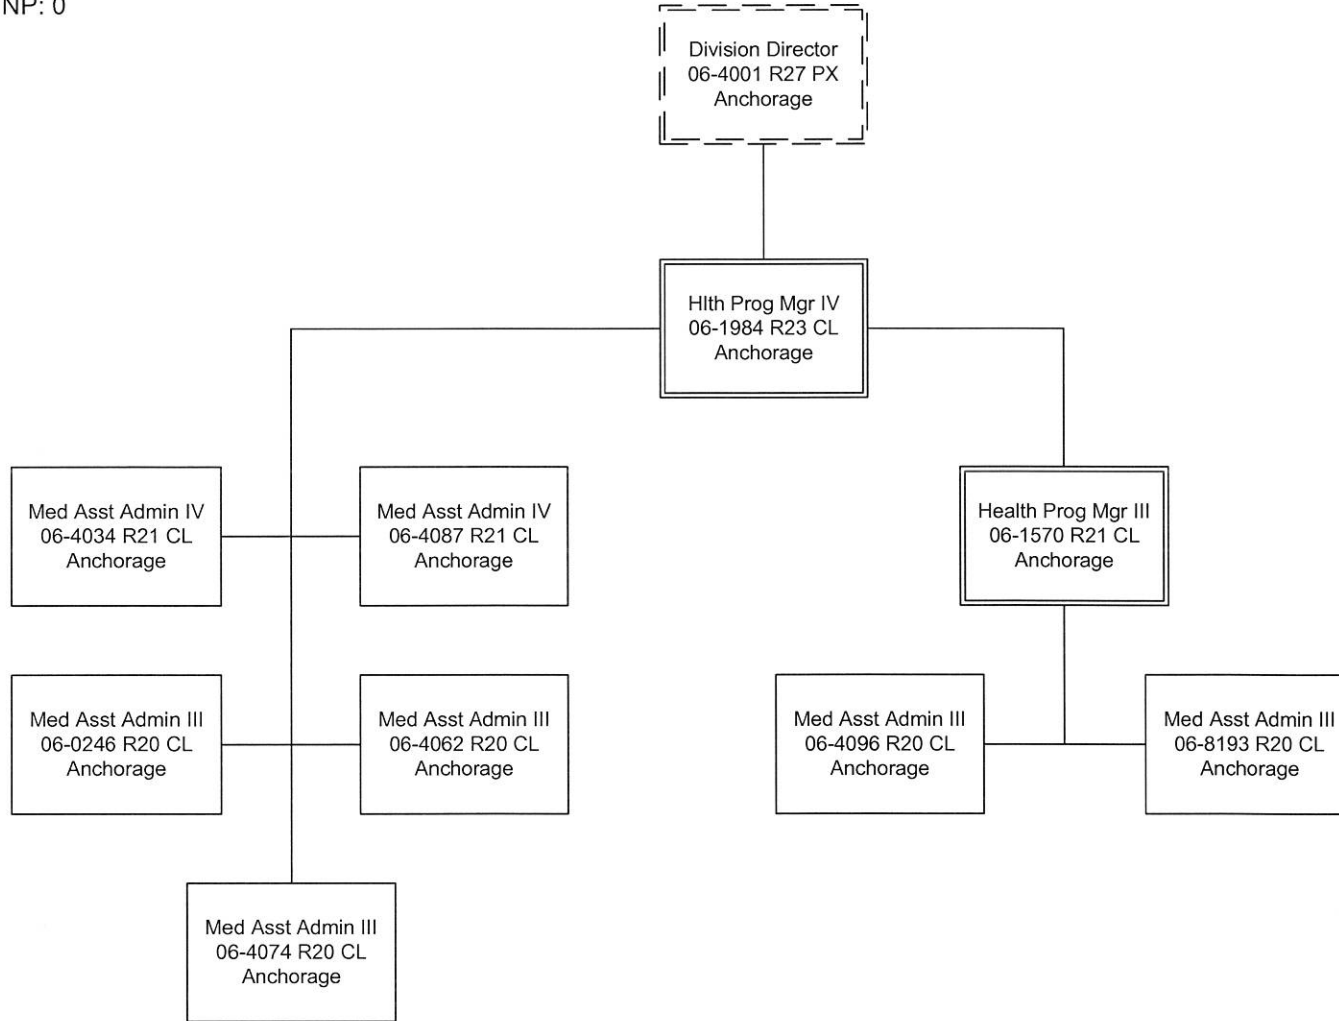 NP: 0
Division Director
06-4001 R27 PX
Anchorage
Hlth Prog Mgr IV
06-1984 R23 CL
Anchorage
Med Asst Admin IV
06-4034 R21 CL
Anchorage
Med Asst Admin IV
06-4087 R21 CL
Anchorage
Health Prog Mgr III
06-1570 R21 CL
Anchorage
Med Asst Admin III
06-0246 R20 CL
Anchorage
Med Asst Admin III
06-4062 R20 CL
Anchorage
Med Asst Admin III
06-4096 R20 CL
Anchorage
Med Asst Admin III
06-8193 R20 CL
Anchorage
Med Asst Admin III
06-4074 R20 CL
Anchorage